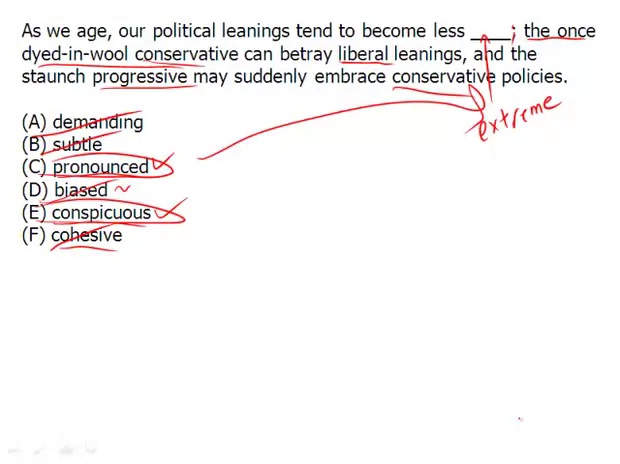 As we age, our political leanings tend to become less ____; the once
dyed-in-wool conservative can betray liberal leanings, and the
staunch progressive may suddenly embrace conservative policies.
extreme
(A) demanding
(B) subtle
(C) pronounced
(D) biased ~
(E) conspicuous
(F) cohesive